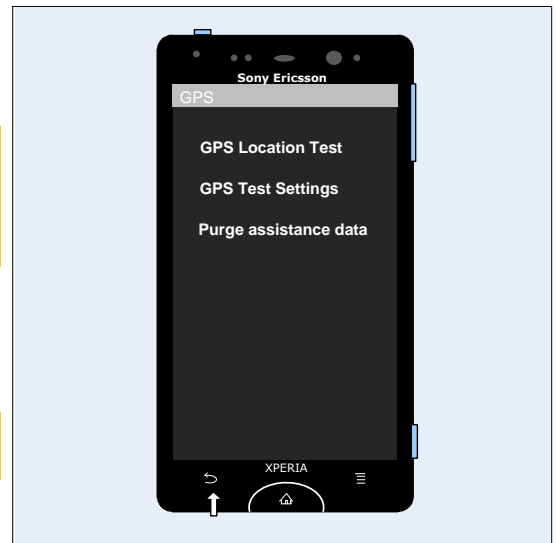 Sony Ericsson
GPS
GPS Location Test
GPS Test Settings
Purge assistance data
XPERIA